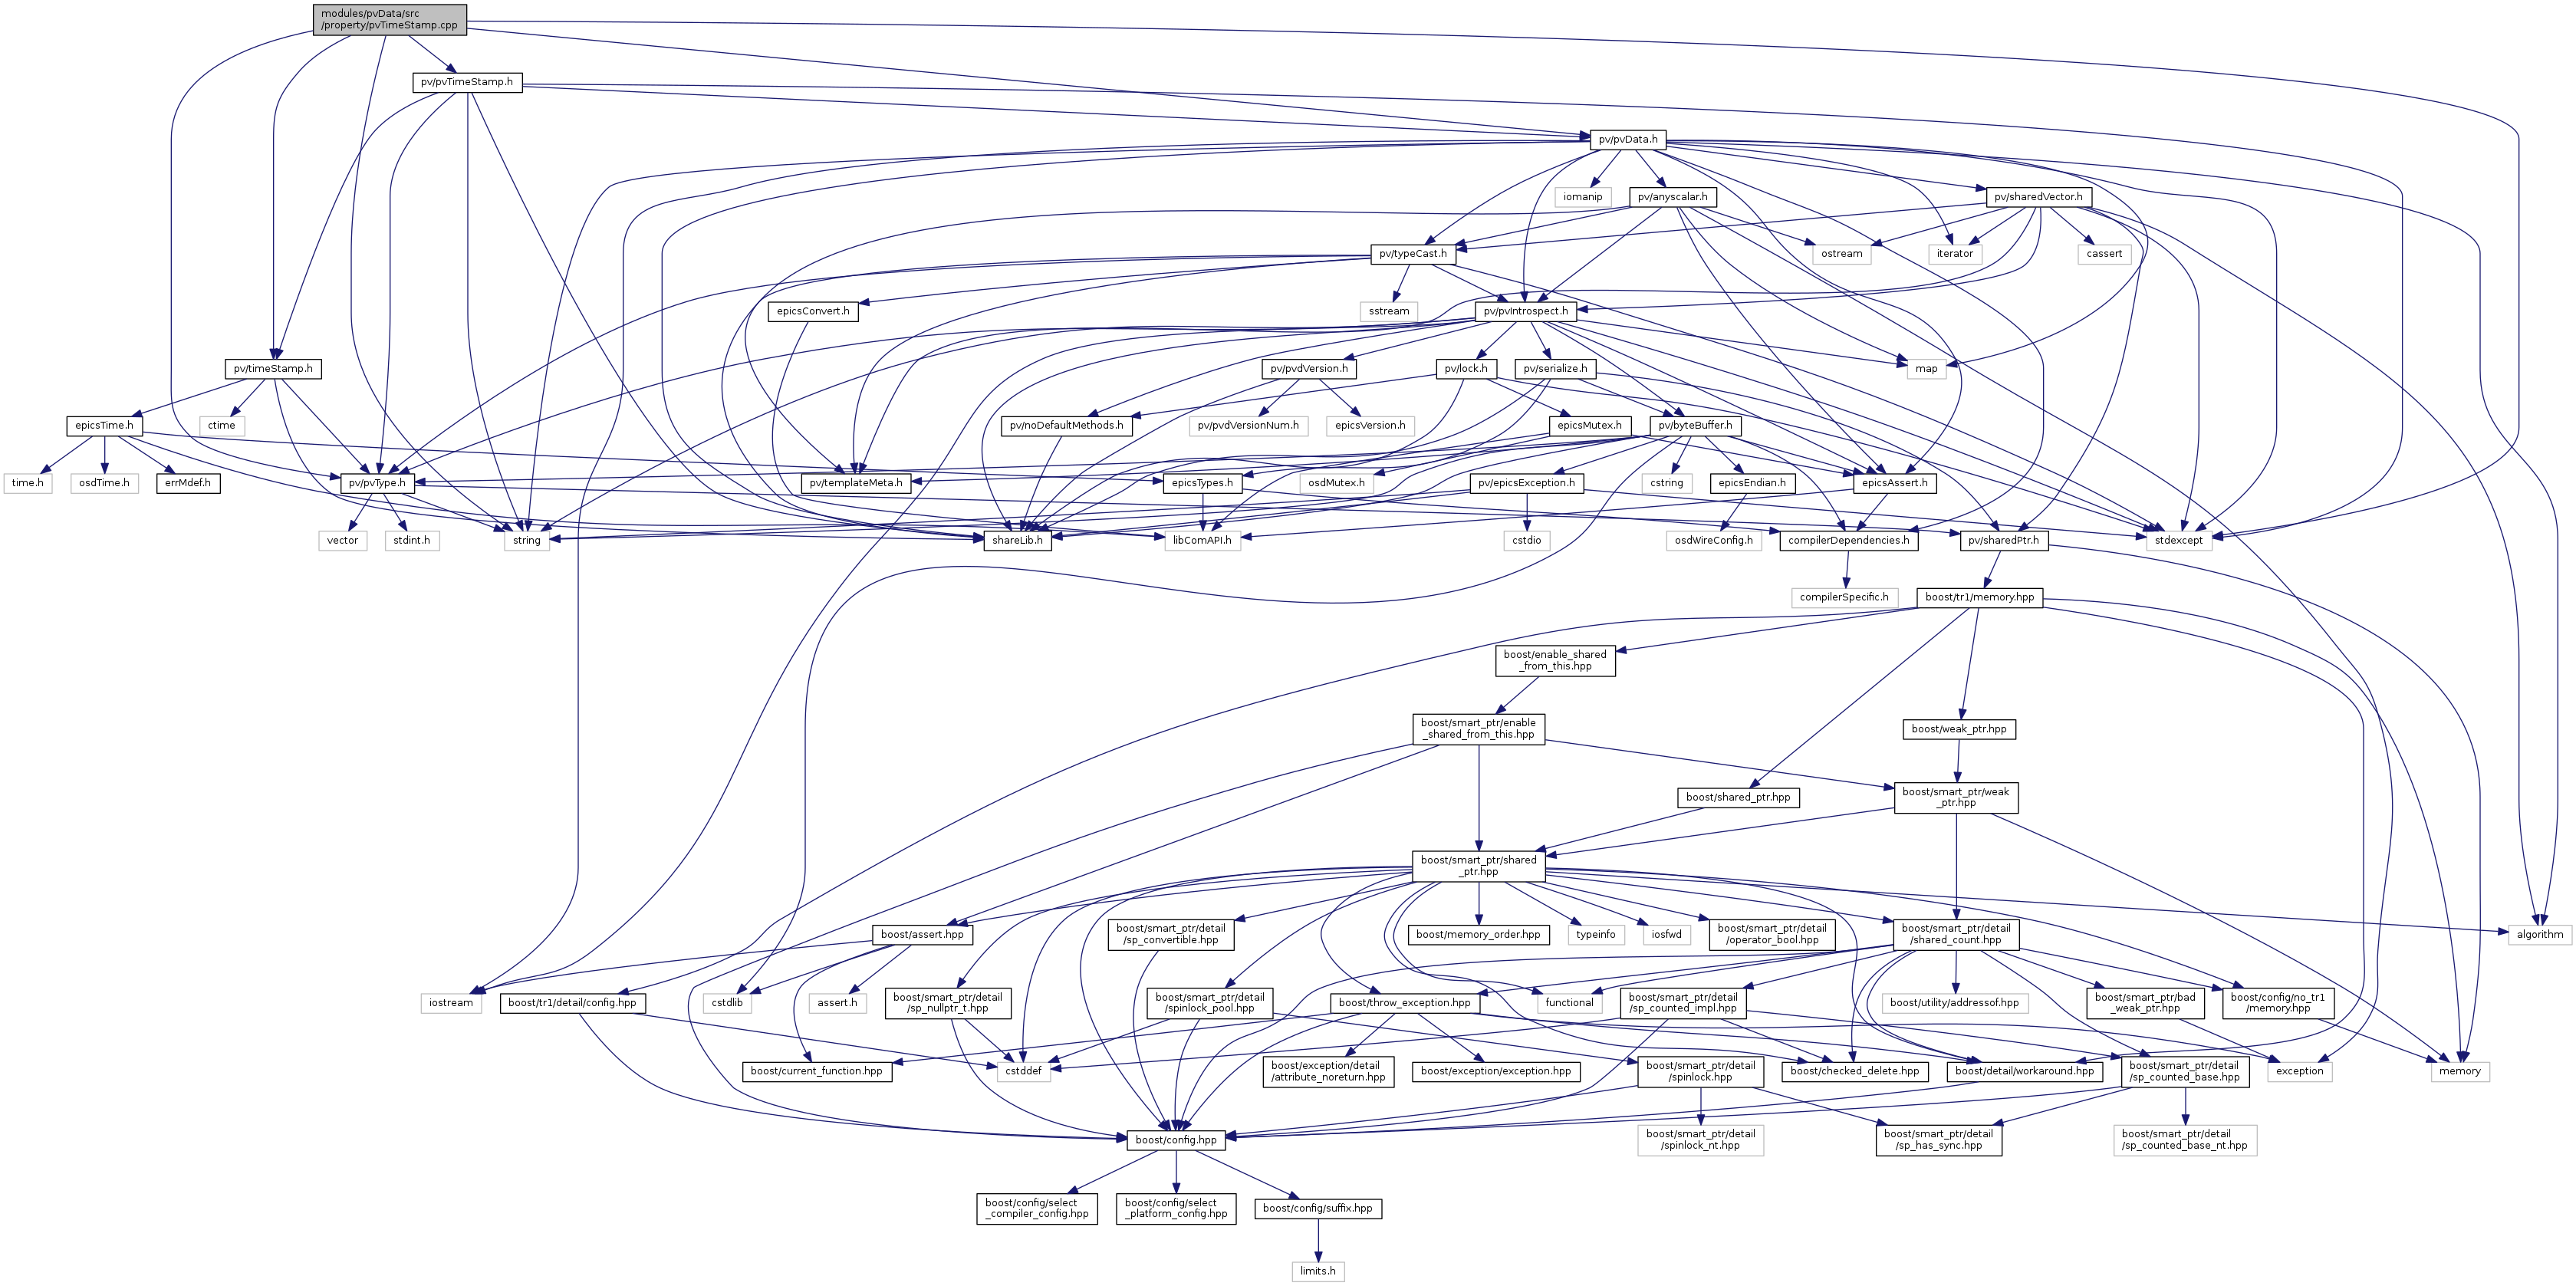 modules/pvData/src
/property/pvTimeStamp.cpp
pv/pvTimeStamp.h
pv/pvData.h
iomanip
pv/anyscalar.h
pv/sharedVector.h
pv/typeCast.h
ostream
iterator
cassert
epicsConvert.h
sstream
pv/pvIntrospect.h
pv/timeStamp.h
pv/pvdVersion.h
pv/lock.h
pv/serialize.h
map
epicsTime.h
ctime
pv/noDefaultMethods.h
pv/pvdVersionNum.h
epicsVersion.h
epicsMutex.h
pv/byteBuffer.h
time.h
osdTime.h
errMdef.h
pv/pvType.h
pv/templateMeta.h
epicsTypes.h
osdMutex.h
pv/epicsException.h
cstring
epicsEndian.h
epicsAssert.h
vector
stdint.h
string
shareLib.h
libComAPI.h
cstdio
osdWireConfig.h
compilerDependencies.h
pv/sharedPtr.h
stdexcept
compilerSpecific.h
boost/tr1/memory.hpp
boost/enable_shared
_from_this.hpp
boost/smart_ptr/enable
_shared_from_this.hpp
boost/weak_ptr.hpp
boost/shared_ptr.hpp
boost/smart_ptr/weak
_ptr.hpp
boost/smart_ptr/shared
_ptr.hpp
boost/assert.hpp
boost/smart_ptr/detail
/sp_convertible.hpp
boost/memory_order.hpp
typeinfo
iosfwd
boost/smart_ptr/detail
/operator_bool.hpp
boost/smart_ptr/detail
/shared_count.hpp
algorithm
iostream
boost/tr1/detail/config.hpp
cstdlib
assert.h
boost/smart_ptr/detail
/sp_nullptr_t.hpp
boost/smart_ptr/detail
/spinlock_pool.hpp
boost/throw_exception.hpp
functional
boost/smart_ptr/detail
/sp_counted_impl.hpp
boost/utility/addressof.hpp
boost/smart_ptr/bad
_weak_ptr.hpp
boost/config/no_tr1
/memory.hpp
boost/current_function.hpp
cstddef
boost/exception/detail
/attribute_noreturn.hpp
boost/exception/exception.hpp
boost/smart_ptr/detail
/spinlock.hpp
boost/checked_delete.hpp
boost/detail/workaround.hpp
boost/smart_ptr/detail
/sp_counted_base.hpp
exception
memory
boost/config.hpp
boost/smart_ptr/detail
/spinlock_nt.hpp
boost/smart_ptr/detail
/sp_has_sync.hpp
boost/smart_ptr/detail
/sp_counted_base_nt.hpp
boost/config/select
_compiler_config.hpp
boost/config/select
_platform_config.hpp
boost/config/suffix.hpp
limits.h